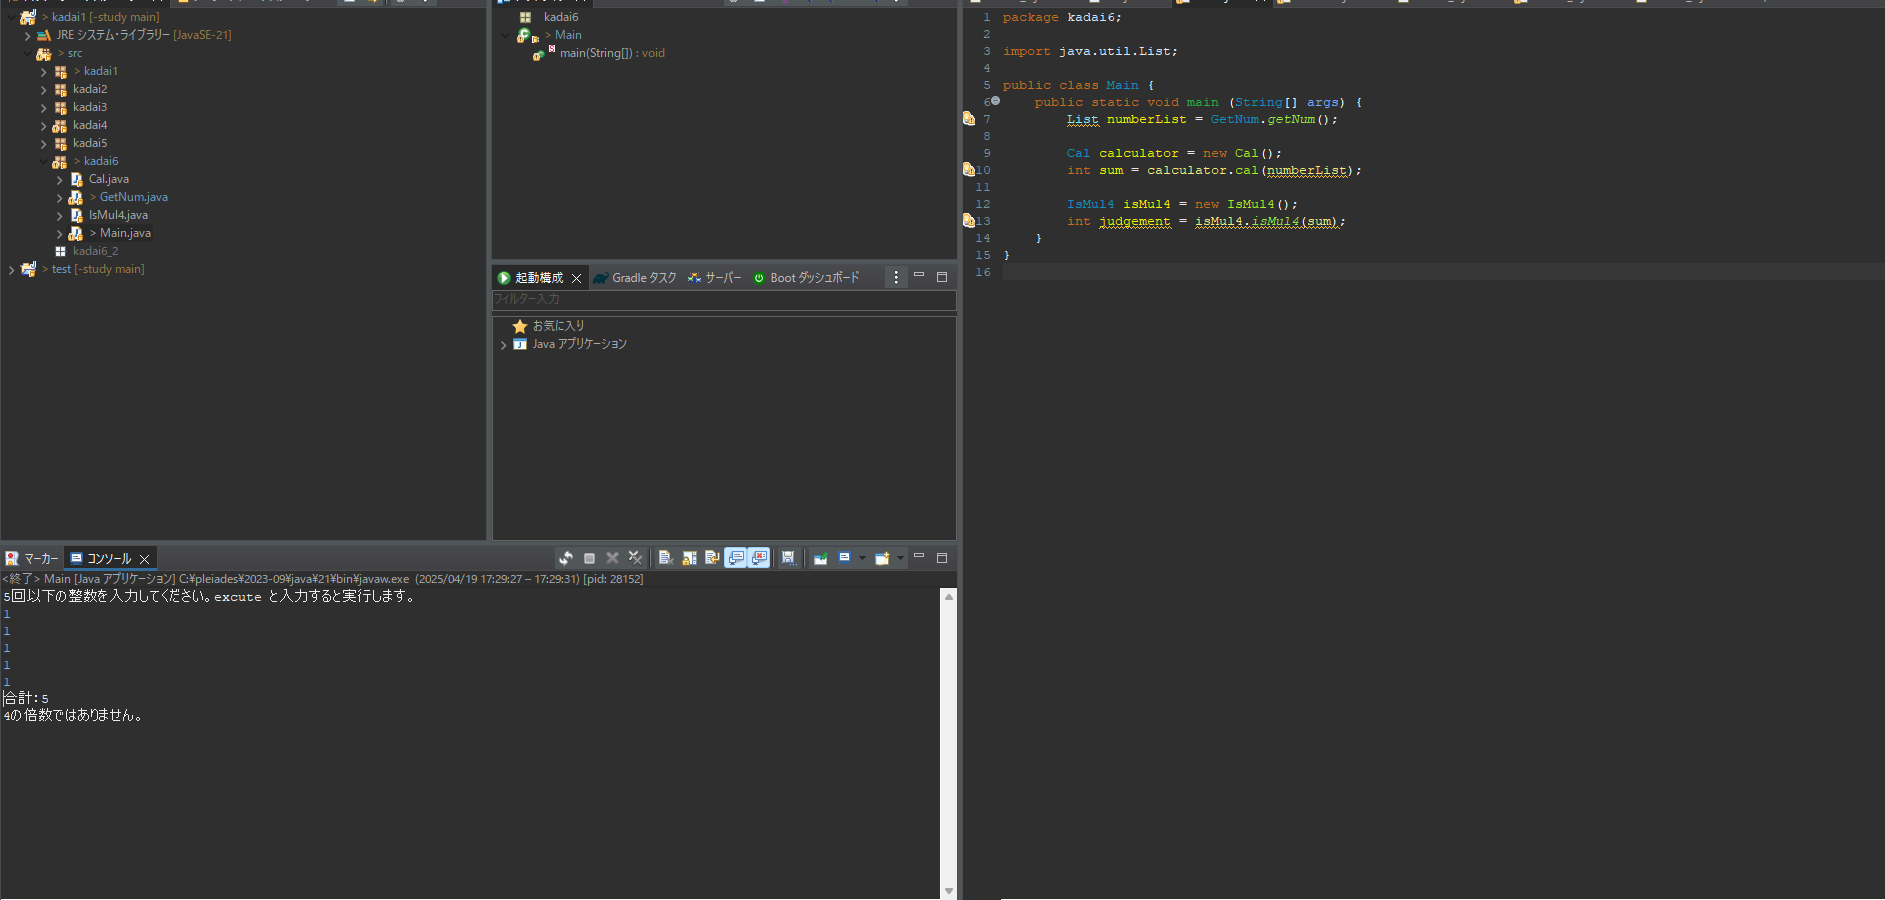 > kadai1 [-study main]
JRE システム・ライブラリー [JavaSE-21]
> src
> kadai1
kadai2
kadai3
kadai4
kadai5
> kadai6
Cal.java
> GetNum.java
IsMul4.java
> Main.java
kadai6_2
> test [-study main]
kadai6
> Main
main(String[]) : void
起動構成 Gradle タスク サーバー Boot ダッシュボード
フィルター入力
お気に入り
Java アプリケーション
1 package kadai6;
2
3 import java.util.List;
4
5 public class Main {
6 public static void main (String[] args) {
7 List numberList = GetNum.getNum();
8
9 Cal calculator = new Cal();
10 int sum = calculator.cal(numberList);
11
12 IsMul4 isMul4 = new IsMul4();
13 int judgement = isMul4.isMul4(sum);
14 }
15 }
16
マーカー コンソール
<終了> Main [Java アプリケーション] C:¥pleiades¥2023-09¥java¥21¥bin¥javaw.exe (2025/04/19 17:29:27 – 17:29:31) [pid: 28152]
5回以下の整数を入力してください。excute と入力すると実行します。
1
1
1
1
1
合計:5
4の倍数ではありません。